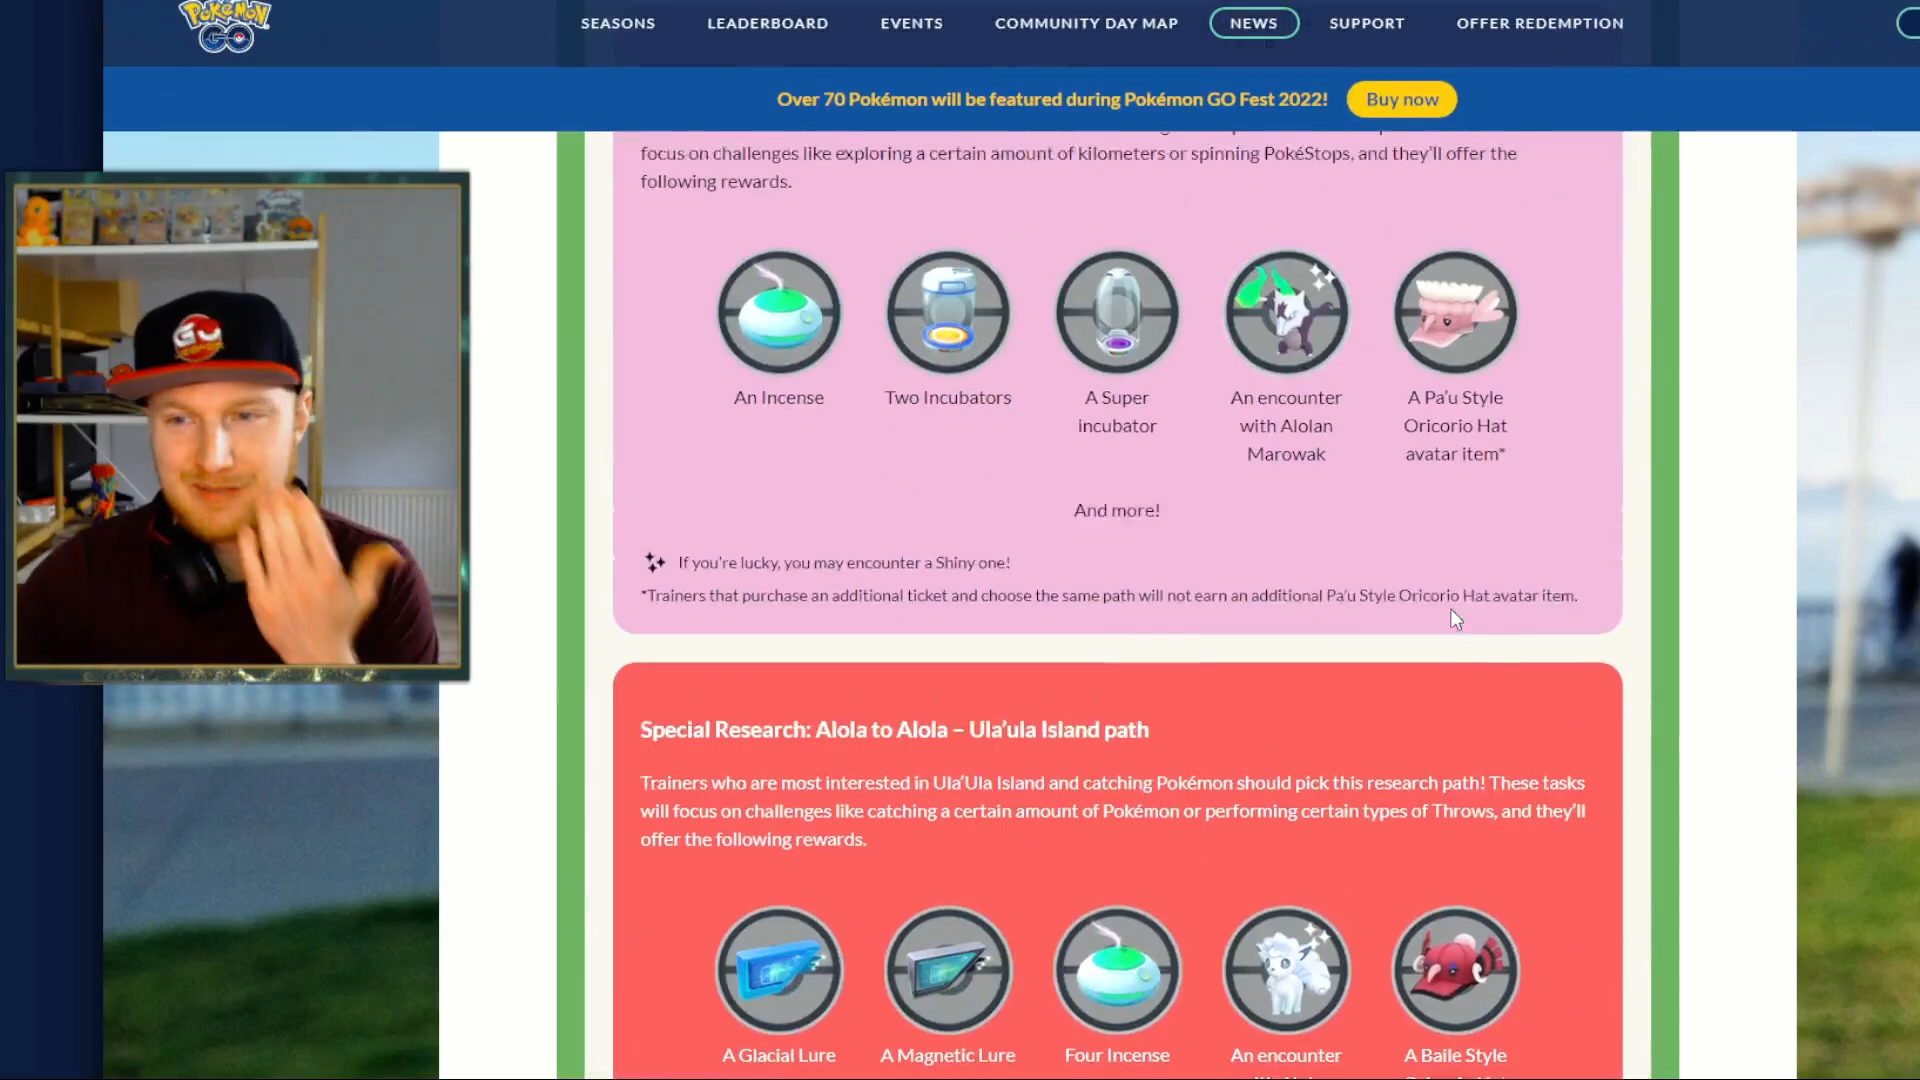 Pokémon GO
SEASONS LEADERBOARD EVENTS COMMUNITY DAY MAP NEWS SUPPORT OFFER REDEMPTION
Over 70 Pokémon will be featured during Pokémon GO Fest 2022! Buy now
focus on challenges like exploring a certain amount of kilometers or spinning PokéStops, and they'll offer the
following rewards.
An Incense
Two Incubators
A Super
incubator
An encounter
with Alolan
Marowak
A Pa'u Style
Oricorio Hat
avatar item*
And more!
If you're lucky, you may encounter a Shiny one!
*Trainers that purchase an additional ticket and choose the same path will not earn an additional Pa'u Style Oricorio Hat avatar item.
Special Research: Alola to Alola – Ula'ula Island path
Trainers who are most interested in Ula'Ula Island and catching Pokémon should pick this research path! These tasks
will focus on challenges like catching a certain amount of Pokémon or performing certain types of Throws, and they'll
offer the following rewards.
A Glacial Lure
A Magnetic Lure
Four Incense
An encounter
A Baile Style
GO